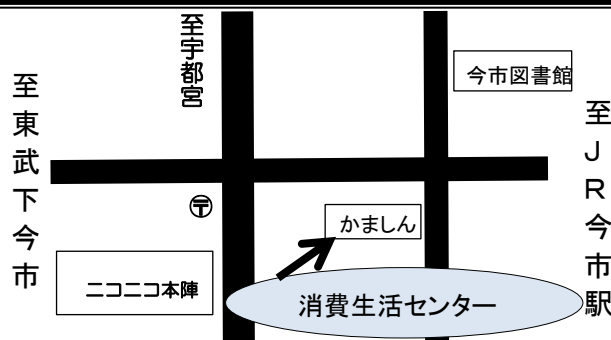 至宇都宮
今市図書館
至東武下今市
至JR今市駅
〒
かましん
ニコニコ本陣
消費生活センター